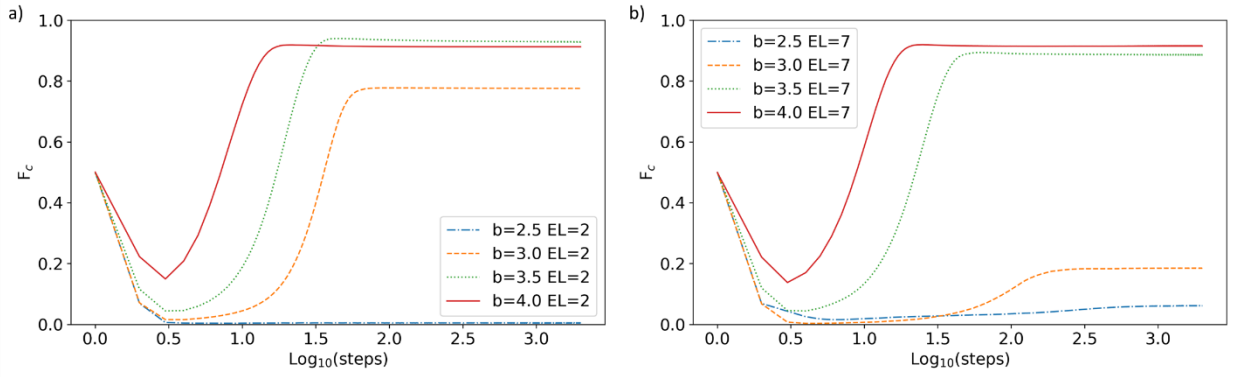 a)
1.0
0.8
0.6
0.4
0.2
0.0
F_c
0.0 0.5 1.0 1.5 2.0 2.5 3.0
Log₁₀(steps)
b=2.5 EL=2
b=3.0 EL=2
b=3.5 EL=2
b=4.0 EL=2
b)
1.0
0.8
0.6
0.4
0.2
0.0
F_c
0.0 0.5 1.0 1.5 2.0 2.5 3.0
Log₁₀(steps)
b=2.5 EL=7
b=3.0 EL=7
b=3.5 EL=7
b=4.0 EL=7